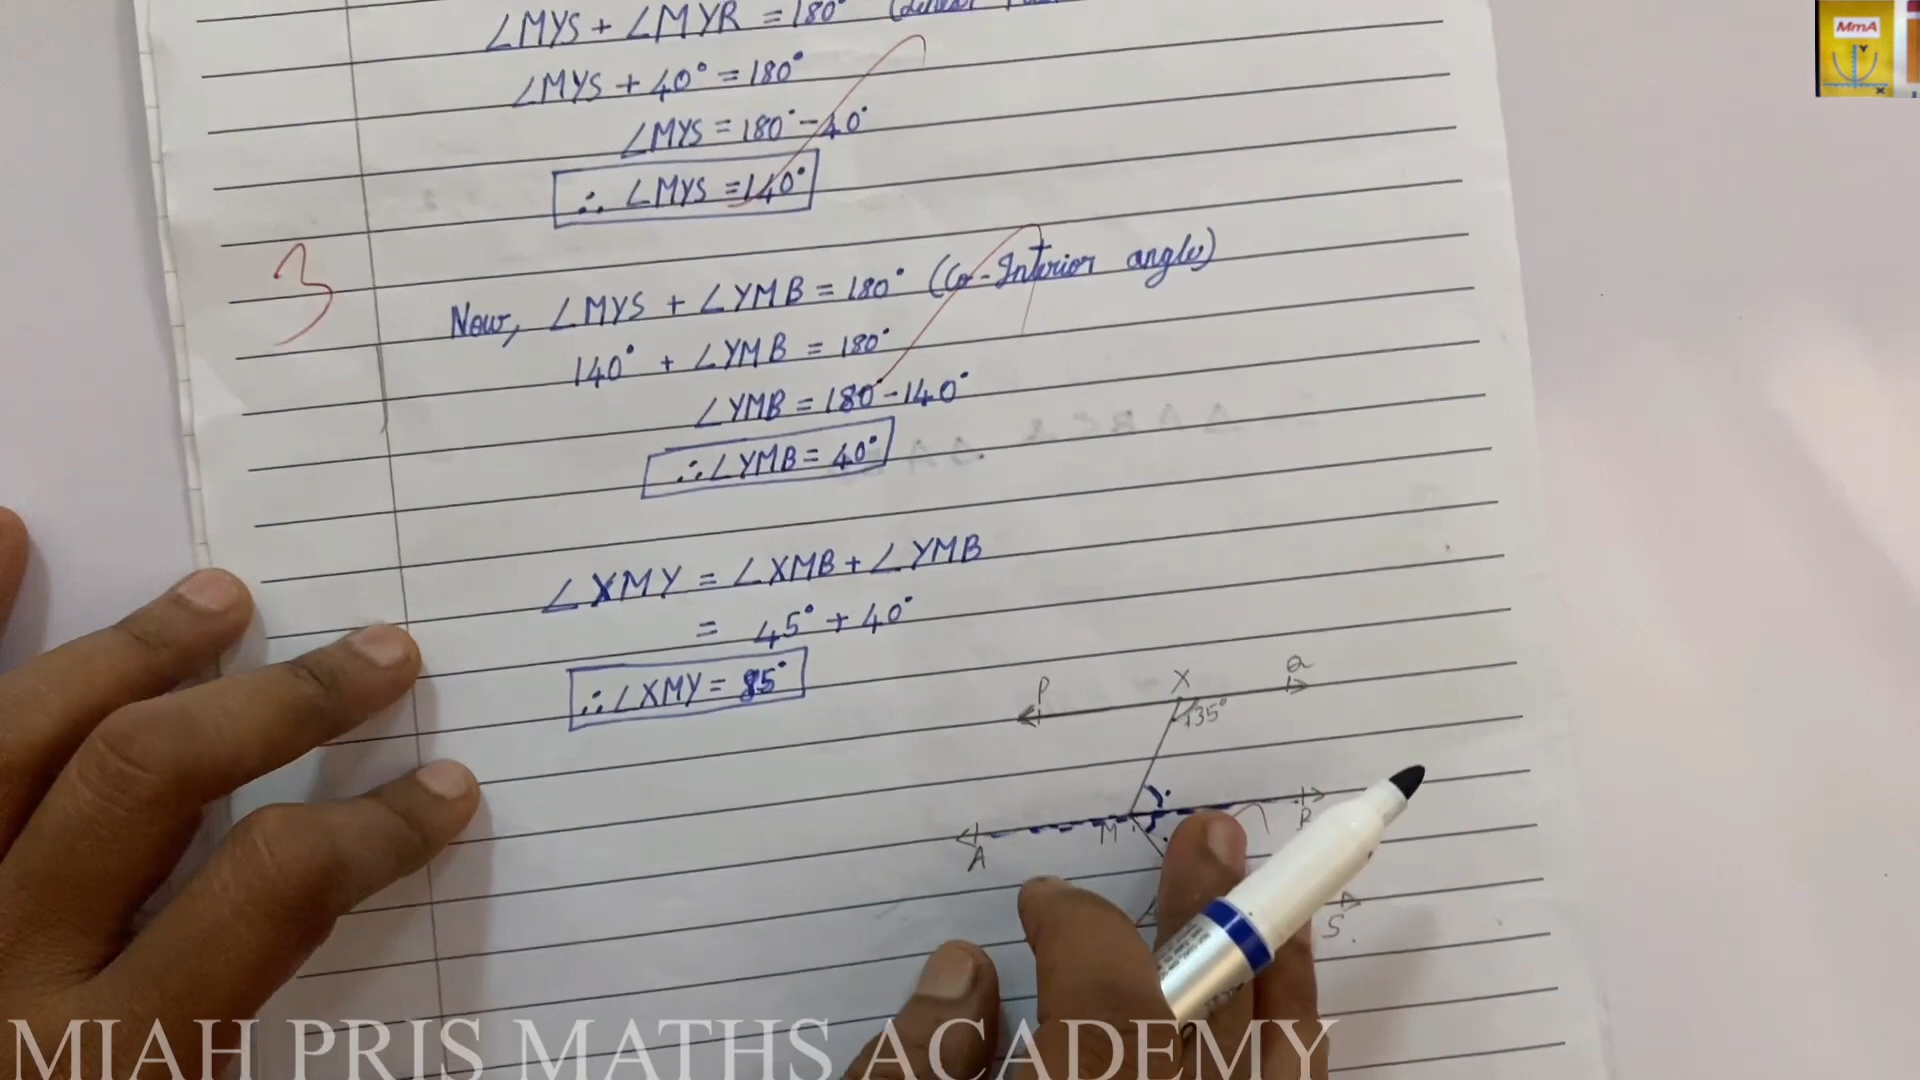 ∠MYS + ∠MYR = 180° (Linear
∠MYS + 40° = 180°
∠MYS = 180° - 40°
∴ ∠MYS = 140°
3
Now, ∠MYS + ∠YMB = 180° (Co-Interior angle)
140° + ∠YMB = 180°
∠YMB = 180° - 140°
∴ ∠YMB = 40°
∠XMY = ∠XMB + ∠YMB
= 45° + 40°
∴ ∠XMY = 85°
P X Q
135°
A M B
S
MmA
Y
X
MIAH PRIS MATHS ACADEMY